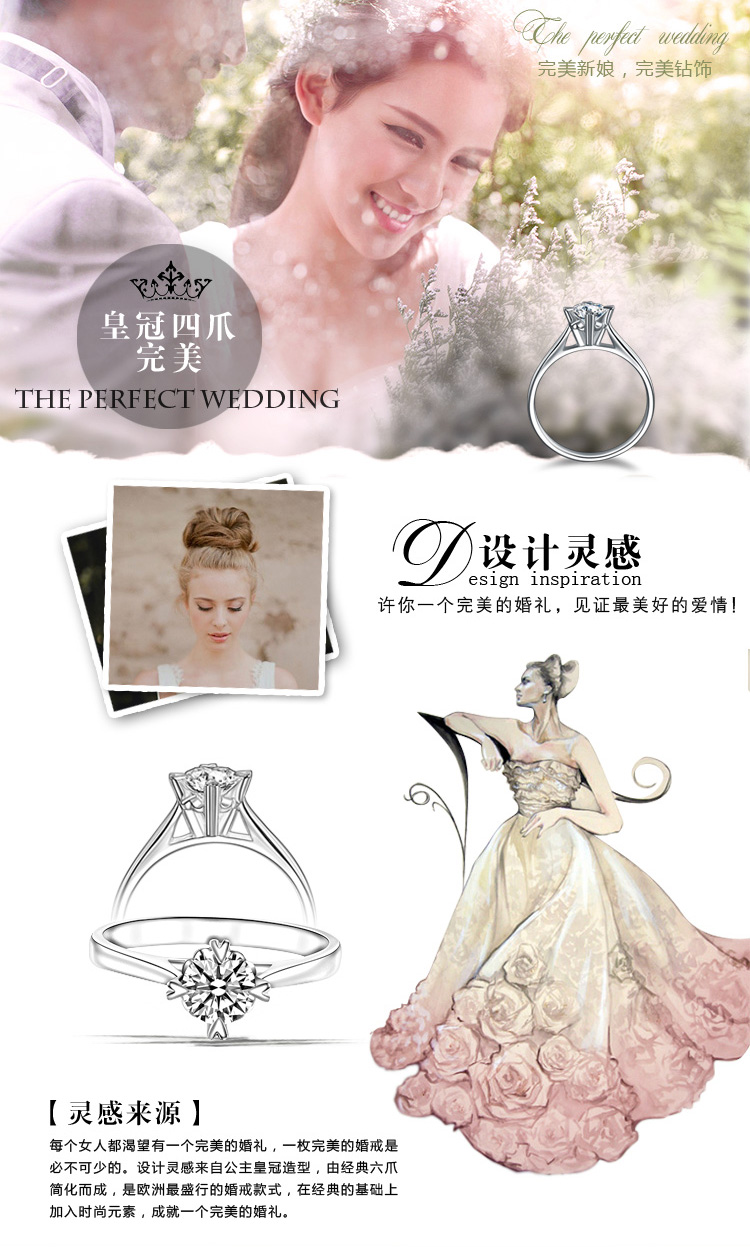 The perfect wedding
完美新娘，完美钻饰
皇冠四爪
完美
THE PERFECT WEDDING
设计灵感
Design inspiration
许你一个完美的婚礼，见证最美好的爱情！
【灵感来源】
每个女人都渴望有一个完美的婚礼，一枚完美的婚戒是
必不可少的。设计灵感来自公主皇冠造型，由经典六爪
简化而成，是欧洲最盛行的婚戒款式，在经典的基础上
加入时尚元素，成就一个完美的婚礼。